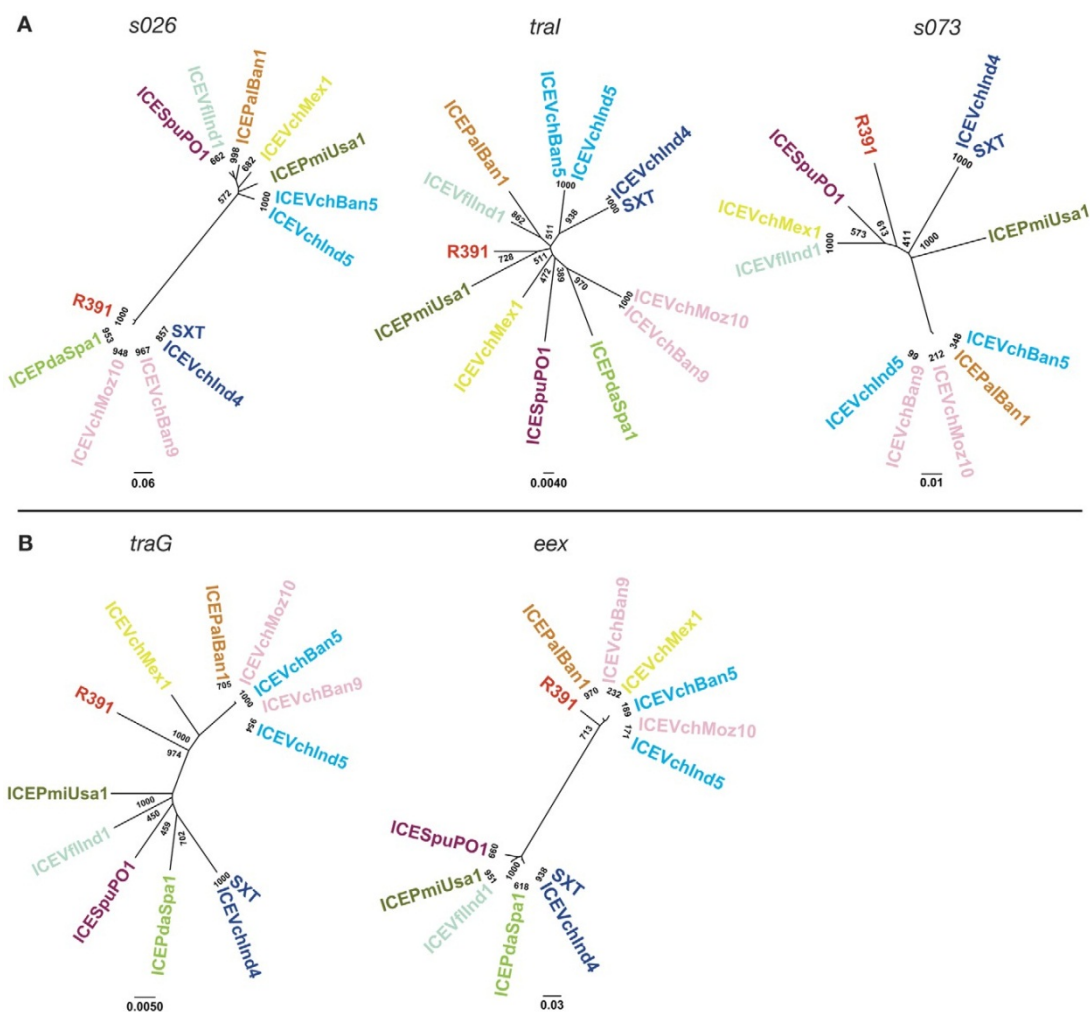 A
s026
ICESpuPO1
ICEVflInd1
ICEPalBan1
ICEVchMex1
ICEPmiUsa1
ICEVchBan5
ICEVchInd5
662
998
682
572
1000
R391
1000
953
ICEPdaSpa1
948
967
857
SXT
ICEVchInd4
ICEVchMoz10
ICEVchBan9
0.06
traI
ICEPalBan1
ICEVchBan5
ICEVchInd5
ICEVchInd4
SXT
ICEVflInd1
862
511
1000
938
1000
R391
728
511
472
389
970
1000
ICEPmiUsa1
ICEVchMex1
ICESpuPO1
ICEPdaSpa1
ICEVchMoz10
ICEVchBan9
0.0040
s073
R391
ICEVchInd4
SXT
1000
ICESpuPO1
ICEVchMex1
ICEVflInd1
1000
573
613
411
1000
ICEPmiUsa1
ICEVchInd5
99
212
348
ICEVchBan5
ICEPalBan1
ICEVchBan9
ICEVchMoz10
0.01
B
traG
ICEVchMex1
ICEPalBan1
ICEVchMoz10
ICEVchBan5
ICEVchBan9
ICEVchInd5
705
1000
954
R391
1000
974
ICEPmiUsa1
ICEVflInd1
1000
450
459
702
1000
ICESpuPO1
ICEPdaSpa1
SXT
ICEVchInd4
0.0050
eex
ICEPalBan1
ICEVchBan9
ICEVchMex1
R391
970
232
189
171
713
ICEVchBan5
ICEVchMoz10
ICEVchInd5
ICESpuPO1
660
ICEPmiUsa1
951
1000
618
938
ICEVflInd1
ICEPdaSpa1
SXT
ICEVchInd4
0.03